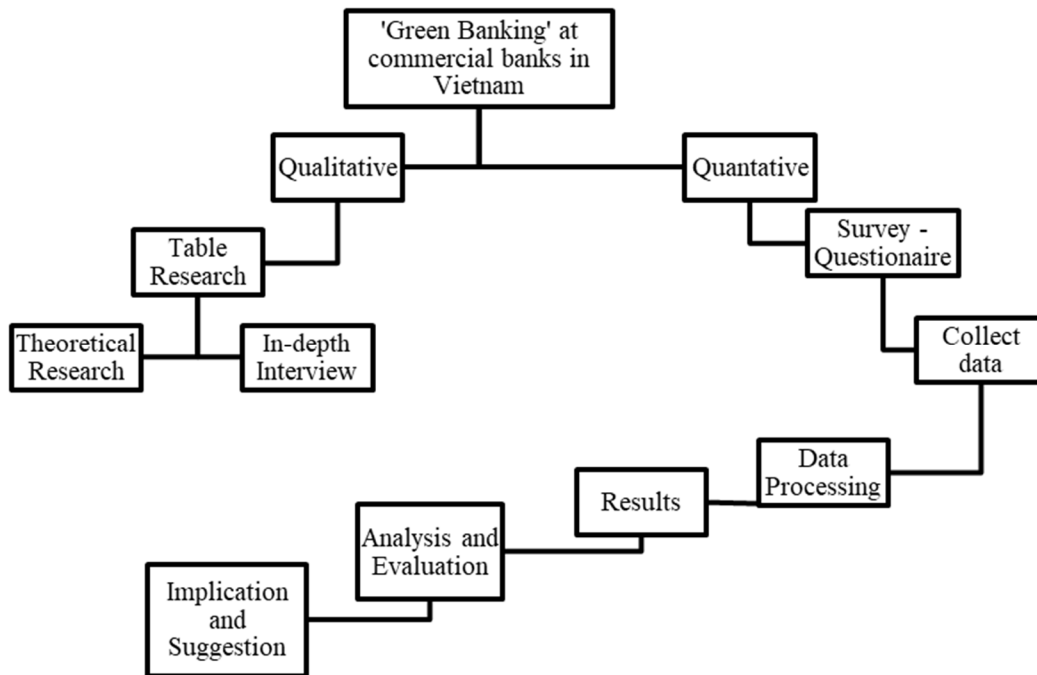 'Green Banking' at
commercial banks in
Vietnam
Qualitative
Quantative
Table
Research
Survey -
Questionaire
Theoretical
Research
In-depth
Interview
Collect
data
Data
Processing
Results
Analysis and
Evaluation
Implication
and
Suggestion